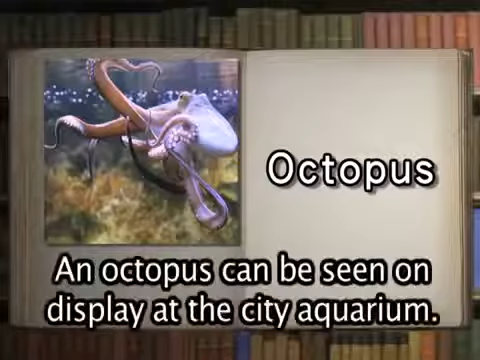 Octopus
An octopus can be seen on
display at the city aquarium.